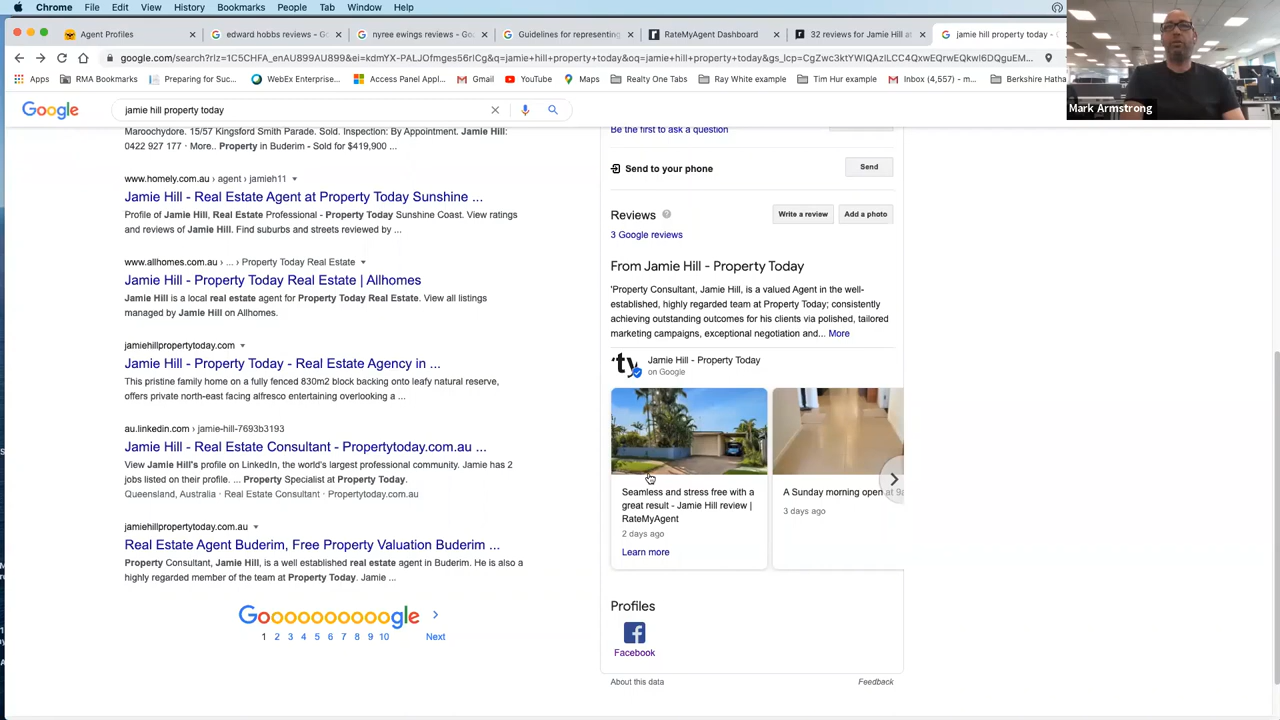 Chrome File Edit View History Bookmarks People Tab Window Help
Agent Profiles
edward hobbs reviews - Go
nyree ewings reviews - Go
Guidelines for representing
RateMyAgent Dashboard
32 reviews for Jamie Hill at
jamie hill property today -
Apps
RMA Bookmarks
Preparing for Suc...
WebEx Enterprise...
Access Panel Appl...
Gmail
YouTube
Maps
Realty One Tabs
Ray White example
Tim Hur example
Inbox (4,557) - m...
Berkshire Hatha
Mark Armstrong
Google
jamie hill property today
Maroochydore. 15/57 Kingsford Smith Parade. Sold. Inspection: By Appointment. Jamie Hill:
0422 927 177 · More.. Property in Buderim - Sold for $419,900 ...
www.homely.com.au › agent › jamieh11
Jamie Hill - Real Estate Agent at Property Today Sunshine ...
Profile of Jamie Hill, Real Estate Professional - Property Today Sunshine Coast. View ratings
and reviews of Jamie Hill. Find suburbs and streets reviewed by ...
www.allhomes.com.au › ... › Property Today Real Estate
Jamie Hill - Property Today Real Estate | Allhomes
Jamie Hill is a local real estate agent for Property Today Real Estate. View all listings
managed by Jamie Hill on Allhomes.
jamiehillpropertytoday.com
Jamie Hill - Property Today - Real Estate Agency in ...
This pristine family home on a fully fenced 830m2 block backing onto leafy natural reserve,
offers private north-east facing alfresco entertaining overlooking a ...
au.linkedin.com › jamie-hill-7693b3193
Jamie Hill - Real Estate Consultant - Propertytoday.com.au ...
View Jamie Hill's profile on LinkedIn, the world's largest professional community. Jamie has 2
jobs listed on their profile. ... Property Specialist at Property Today.
Queensland, Australia · Real Estate Consultant · Propertytoday.com.au
jamiehillpropertytoday.com.au
Real Estate Agent Buderim, Free Property Valuation Buderim ...
Property Consultant, Jamie Hill, is a well established real estate agent in Buderim. He is also a
highly regarded member of the team at Property Today. Jamie ...
Goooooooooogle
1 2 3 4 5 6 7 8 9 10 Next
Be the first to ask a question
Send to your phone
Send
Reviews
Write a review
Add a photo
3 Google reviews
From Jamie Hill - Property Today
'Property Consultant, Jamie Hill, is a valued Agent in the well-
established, highly regarded team at Property Today; consistently
achieving outstanding outcomes for his clients via polished, tailored
marketing campaigns, exceptional negotiation and... More
'ty
Jamie Hill - Property Today
on Google
Seamless and stress free with a
great result - Jamie Hill review |
RateMyAgent
2 days ago
Learn more
A Sunday morning open at 9a
3 days ago
Profiles
Facebook
About this data
Feedback